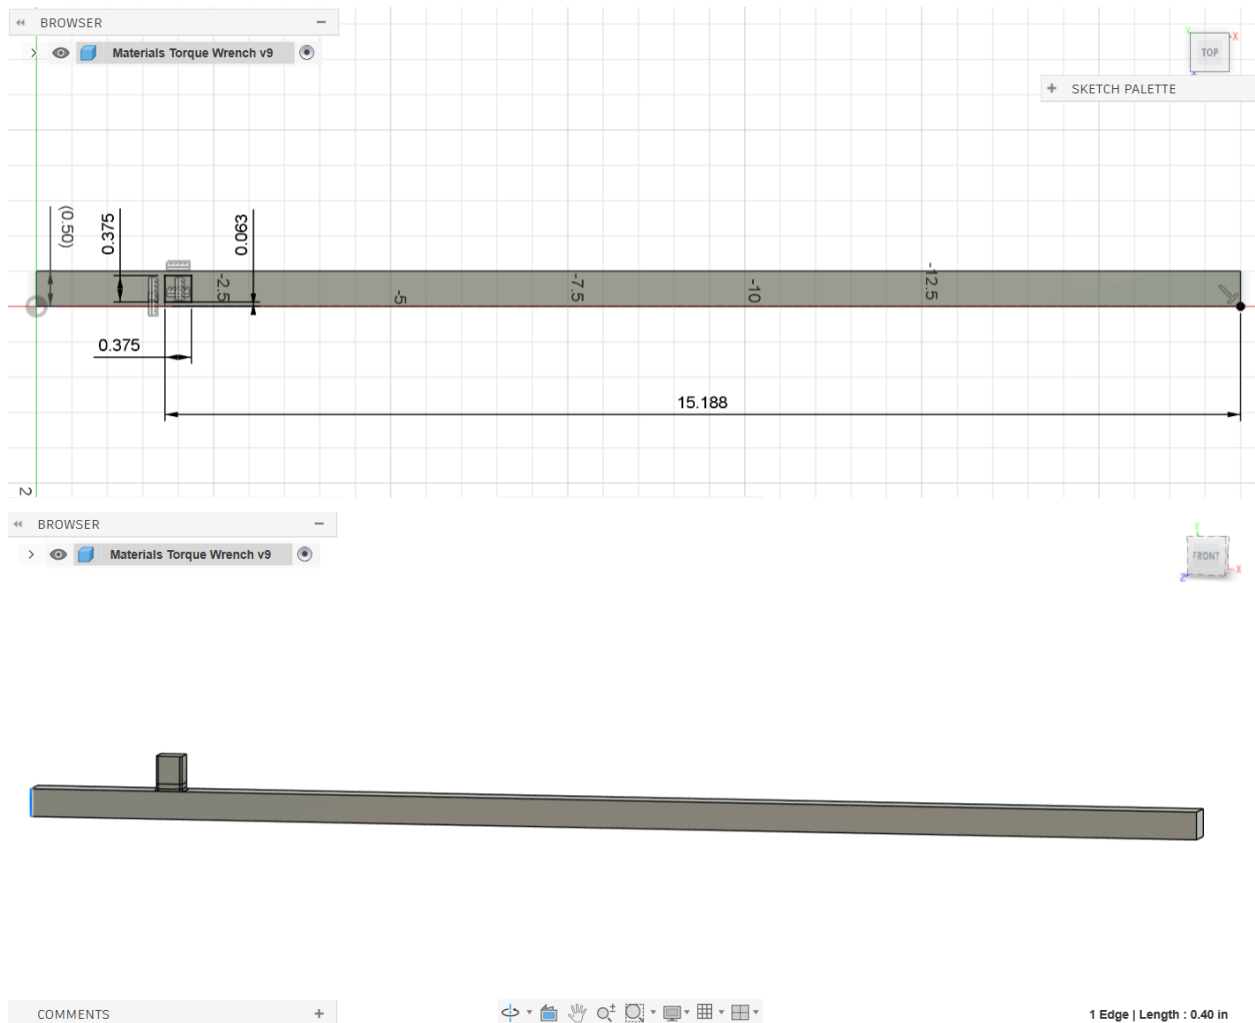 BROWSER
Materials Torque Wrench v9
TOP
X
Y
SKETCH PALETTE
(0.50)
0.375
0.063
-2.5
-5
-7.5
-10
-12.5
0.375
15.188
2
BROWSER
Materials Torque Wrench v9
Y
FRONT
X
Z
COMMENTS
1 Edge | Length : 0.40 in